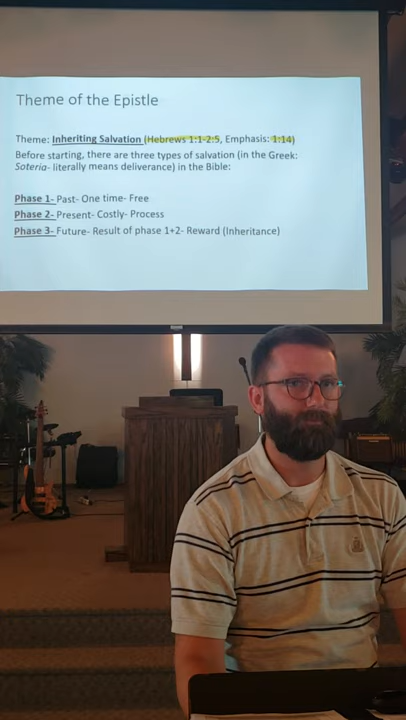 Theme of the Epistle
Theme: Inheriting Salvation (Hebrews 1:1-2:5, Emphasis: 1:14)
Before starting, there are three types of salvation (in the Greek:
Soteria- literally means deliverance) in the Bible:
Phase 1- Past- One time- Free
Phase 2- Present- Costly- Process
Phase 3- Future- Result of phase 1+2- Reward (Inheritance)